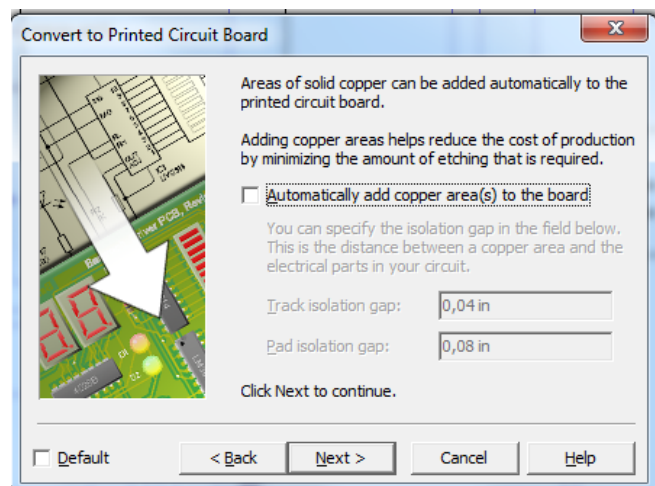 Convert to Printed Circuit Board
Areas of solid copper can be added automatically to the
printed circuit board.
Adding copper areas helps reduce the cost of production
by minimizing the amount of etching that is required.
Automatically add copper area(s) to the board
You can specify the isolation gap in the field below.
This is the distance between a copper area and the
electrical parts in your circuit.
Track isolation gap:
0,04 in
Pad isolation gap:
0,08 in
Click Next to continue.
Default
< Back
Next >
Cancel
Help